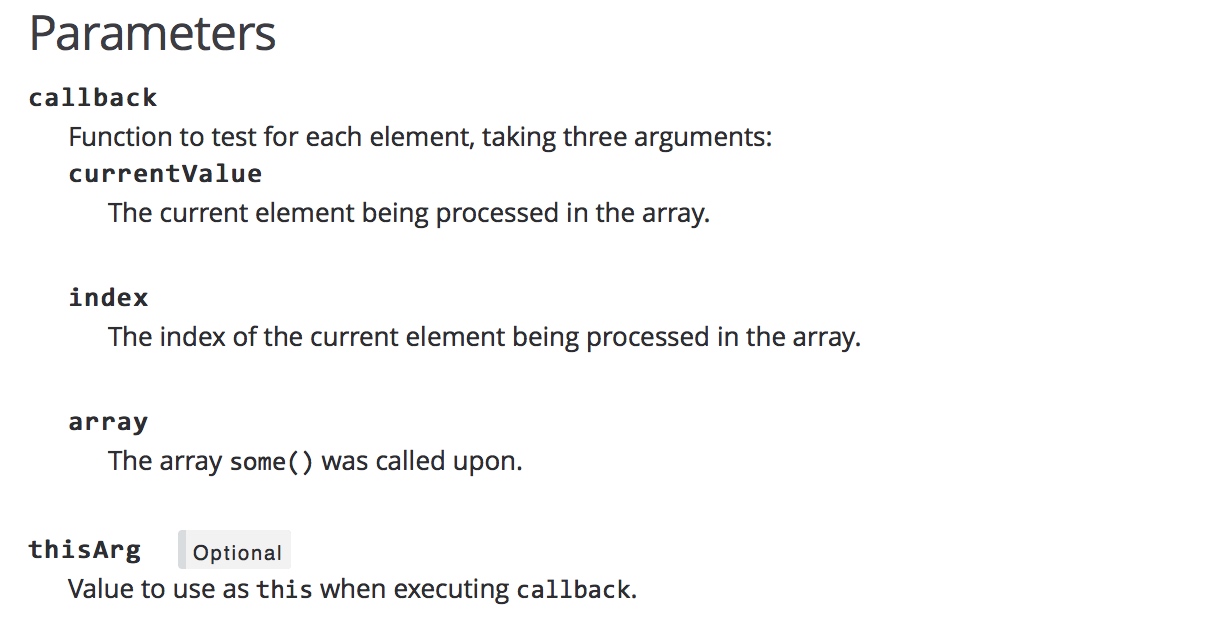 Parameters
callback
Function to test for each element, taking three arguments:
currentValue
The current element being processed in the array.
index
The index of the current element being processed in the array.
array
The array some() was called upon.
thisArg Optional
Value to use as this when executing callback.